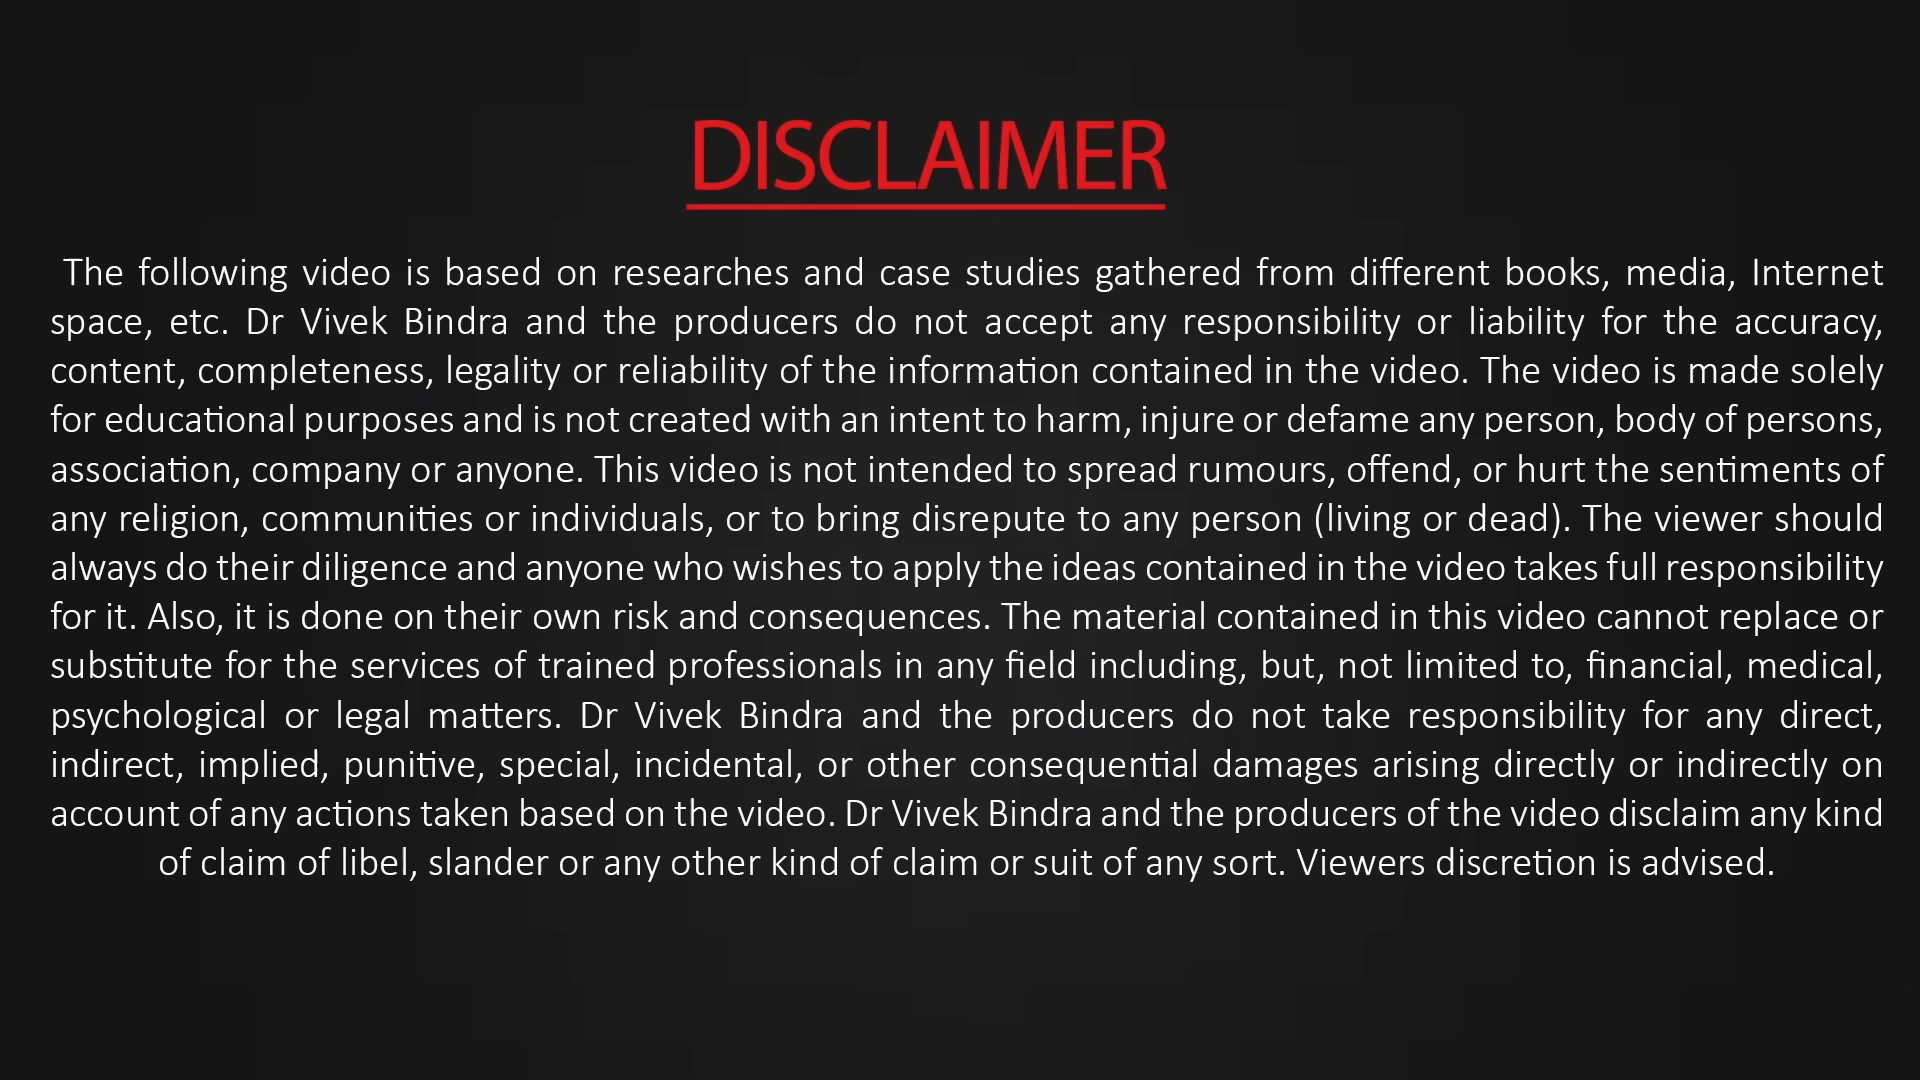 DISCLAIMER
The following video is based on researches and case studies gathered from different books, media, Internet
space, etc. Dr Vivek Bindra and the producers do not accept any responsibility or liability for the accuracy,
content, completeness, legality or reliability of the information contained in the video. The video is made solely
for educational purposes and is not created with an intent to harm, injure or defame any person, body of persons,
association, company or anyone. This video is not intended to spread rumours, offend, or hurt the sentiments of
any religion, communities or individuals, or to bring disrepute to any person (living or dead). The viewer should
always do their diligence and anyone who wishes to apply the ideas contained in the video takes full responsibility
for it. Also, it is done on their own risk and consequences. The material contained in this video cannot replace or
substitute for the services of trained professionals in any field including, but, not limited to, financial, medical,
psychological or legal matters. Dr Vivek Bindra and the producers do not take responsibility for any direct,
indirect, implied, punitive, special, incidental, or other consequential damages arising directly or indirectly on
account of any actions taken based on the video. Dr Vivek Bindra and the producers of the video disclaim any kind
of claim of libel, slander or any other kind of claim or suit of any sort. Viewers discretion is advised.